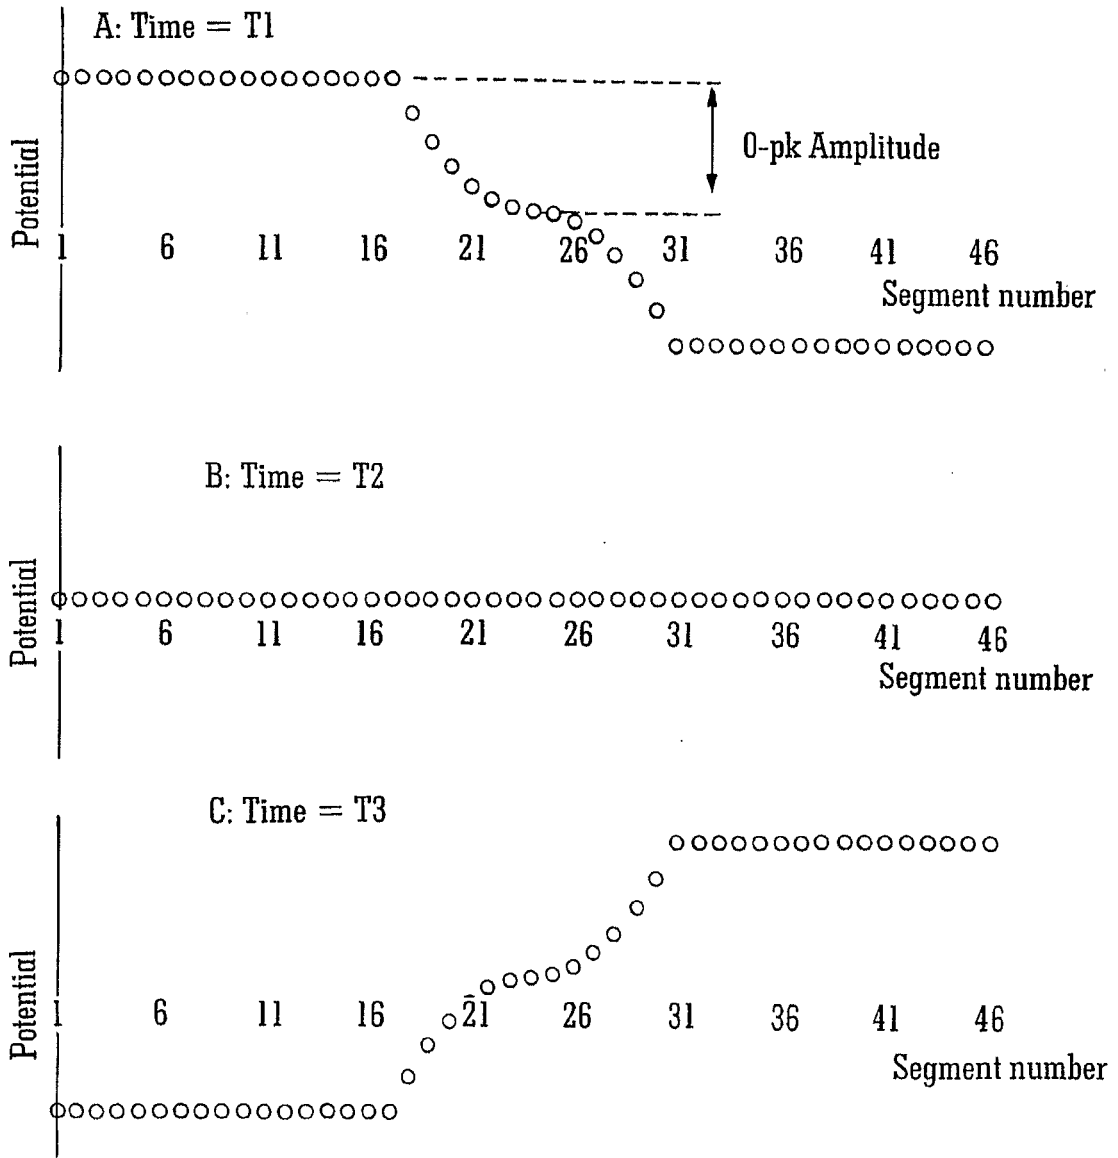 A: Time = T1
0-pk Amplitude
Potential
1 6 11 16 21 26 31 36 41 46
Segment number
B: Time = T2
Potential
1 6 11 16 21 26 31 36 41 46
Segment number
C: Time = T3
Potential
1 6 11 16 21 26 31 36 41 46
Segment number